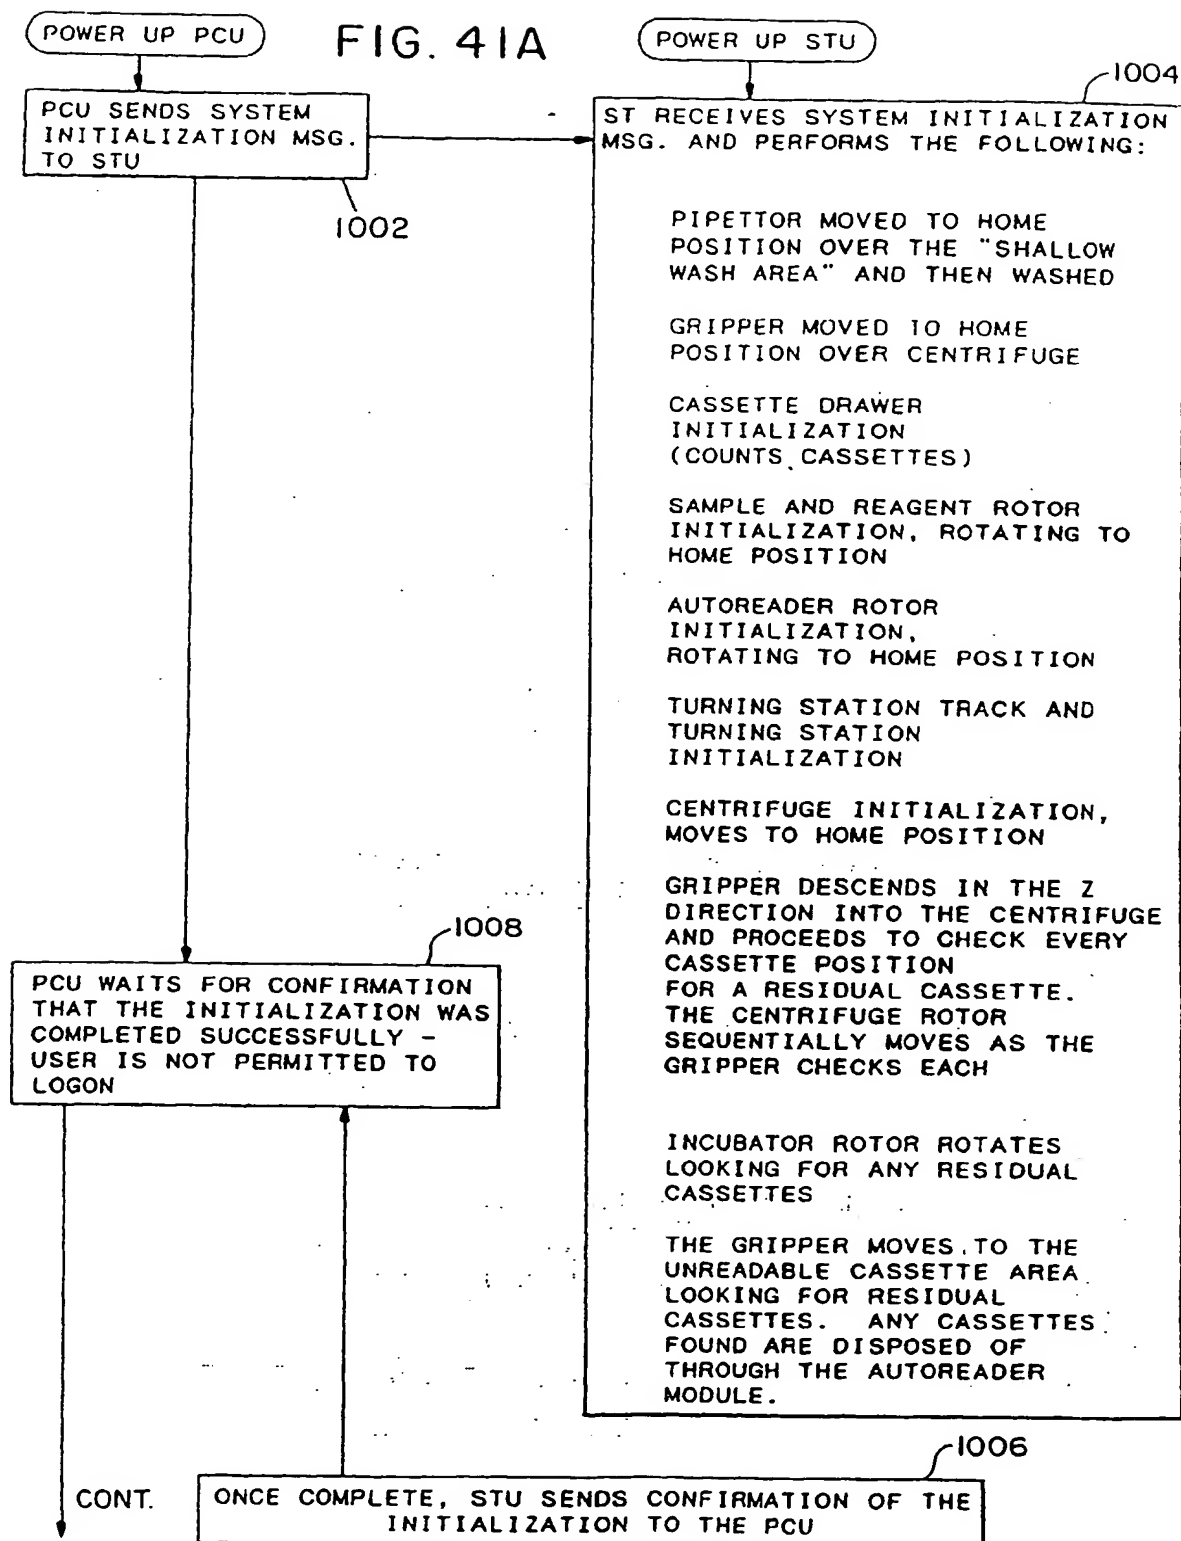 FIG. 41A
POWER UP PCU
POWER UP STU
PCU SENDS SYSTEM
INITIALIZATION MSG.
TO STU
1002
1004
ST RECEIVES SYSTEM INITIALIZATION
MSG. AND PERFORMS THE FOLLOWING:
PIPETTOR MOVED TO HOME
POSITION OVER THE "SHALLOW
WASH AREA" AND THEN WASHED
GRIPPER MOVED TO HOME
POSITION OVER CENTRIFUGE
CASSETTE DRAWER
INITIALIZATION
(COUNTS CASSETTES)
SAMPLE AND REAGENT ROTOR
INITIALIZATION, ROTATING TO
HOME POSITION
AUTOREADER ROTOR
INITIALIZATION,
ROTATING TO HOME POSITION
TURNING STATION TRACK AND
TURNING STATION
INITIALIZATION
CENTRIFUGE INITIALIZATION,
MOVES TO HOME POSITION
GRIPPER DESCENDS IN THE Z
DIRECTION INTO THE CENTRIFUGE
AND PROCEEDS TO CHECK EVERY
CASSETTE POSITION
FOR A RESIDUAL CASSETTE.
THE CENTRIFUGE ROTOR
SEQUENTIALLY MOVES AS THE
GRIPPER CHECKS EACH
INCUBATOR ROTOR ROTATES
LOOKING FOR ANY RESIDUAL
CASSETTES
THE GRIPPER MOVES TO THE
UNREADABLE CASSETTE AREA
LOOKING FOR RESIDUAL
CASSETTES. ANY CASSETTES
FOUND ARE DISPOSED OF
THROUGH THE AUTOREADER
MODULE.
1008
PCU WAITS FOR CONFIRMATION
THAT THE INITIALIZATION WAS
COMPLETED SUCCESSFULLY -
USER IS NOT PERMITTED TO
LOGON
1006
CONT.
ONCE COMPLETE, STU SENDS CONFIRMATION OF THE
INITIALIZATION TO THE PCU